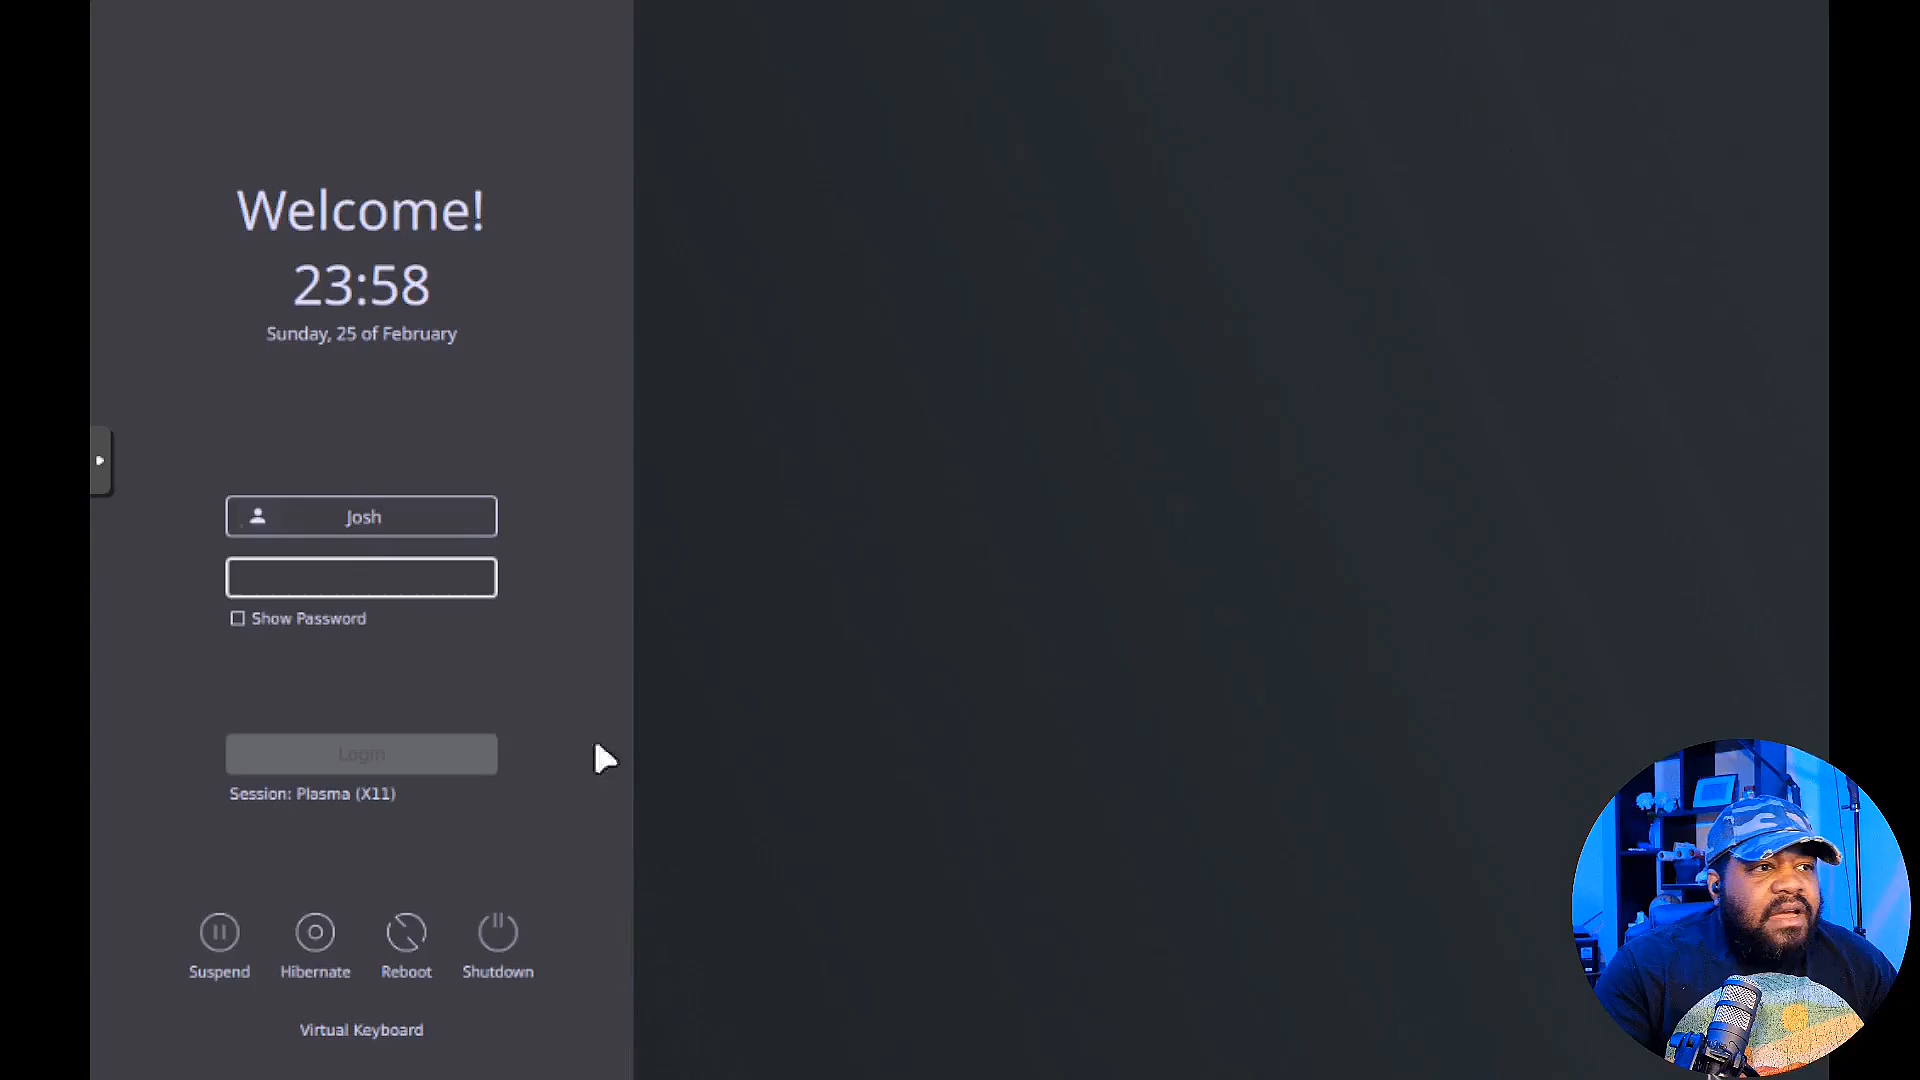 Welcome!
23:58
Sunday, 25 of February
Josh
Show Password
Login
Session: Plasma (X11)
Suspend
Hibernate
Reboot
Shutdown
Virtual Keyboard